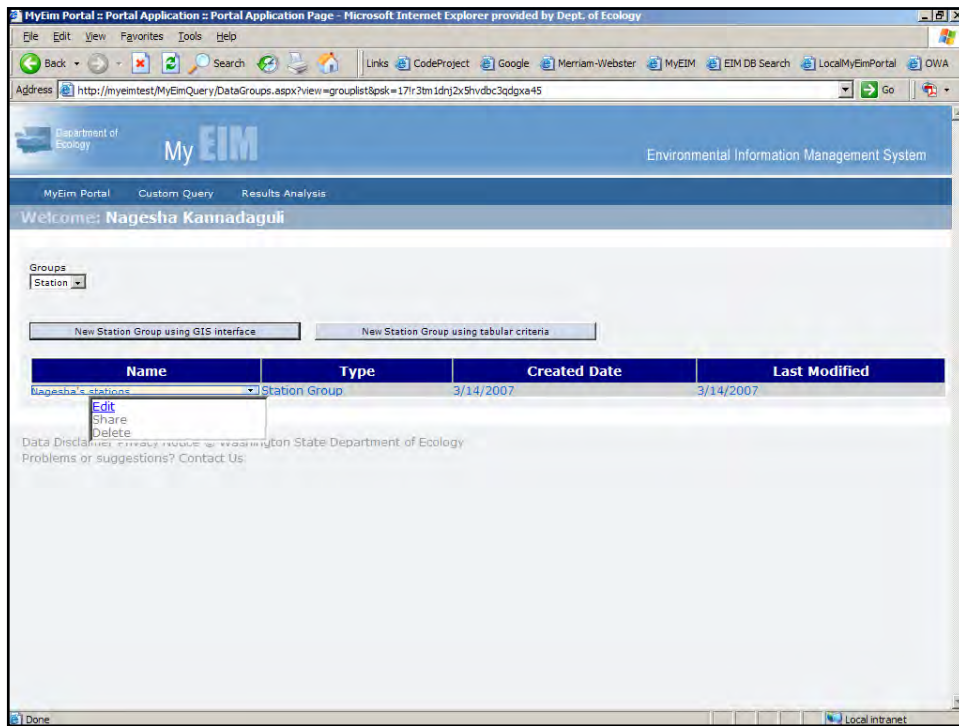 MyEim Portal :: Portal Application :: Portal Application Page - Microsoft Internet Explorer provided by Dept. of Ecology
File Edit View Favorites Tools Help
Back Search Links CodeProject Google Merriam-Webster MyEIM EIM DB Search LocalMyEimPortal OWA
Address http://myeimtest/MyEimQuery/DataGroups.aspx?view=grouplist&psk=17lr3tm1dnj2x5hvdbc3qdgxa45 Go
Department of
Ecology
My EIM
Environmental Information Management System
MyEim Portal Custom Query Results Analysis
Welcome: Nagesha Kannadaguli
Groups
Station
New Station Group using GIS interface New Station Group using tabular criteria
Name Type Created Date Last Modified
Nagesha's stations Station Group 3/14/2007 3/14/2007
Edit
Share
Delete
Data Disclaimer Privacy Notice © Washington State Department of Ecology
Problems or suggestions? Contact Us
Done Local intranet